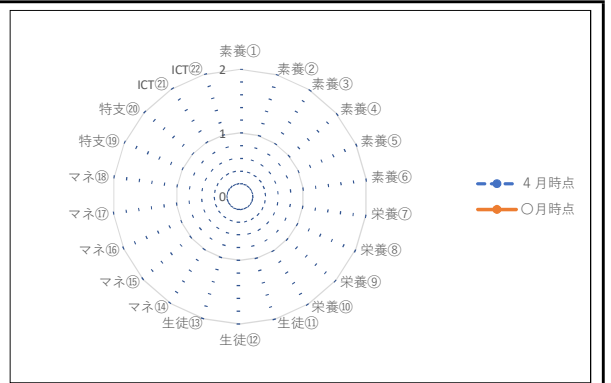 素養①
素養②
素養③
素養④
素養⑤
素養⑥
栄養⑦
栄養⑧
栄養⑨
栄養⑩
生徒⑪
生徒⑫
生徒⑬
マネ⑭
マネ⑮
マネ⑯
マネ⑰
マネ⑱
特支⑲
特支⑳
ICT㉑
ICT㉒
2
1
0
4月時点
〇月時点